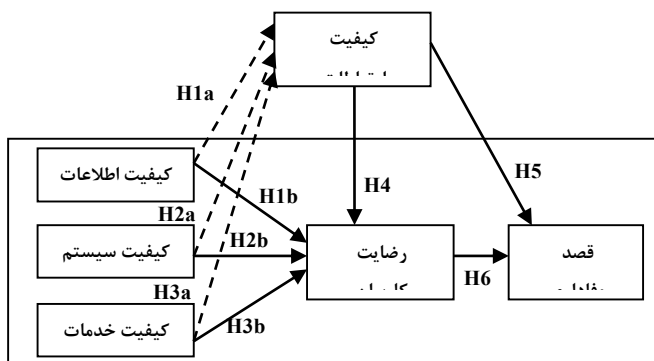 کیفیت
H1a
کیفیت اطلاعات
H1b
H4
H5
H2a
کیفیت سیستم
H2b
رضایت
قصد
H6
H3a
کیفیت خدمات
H3b